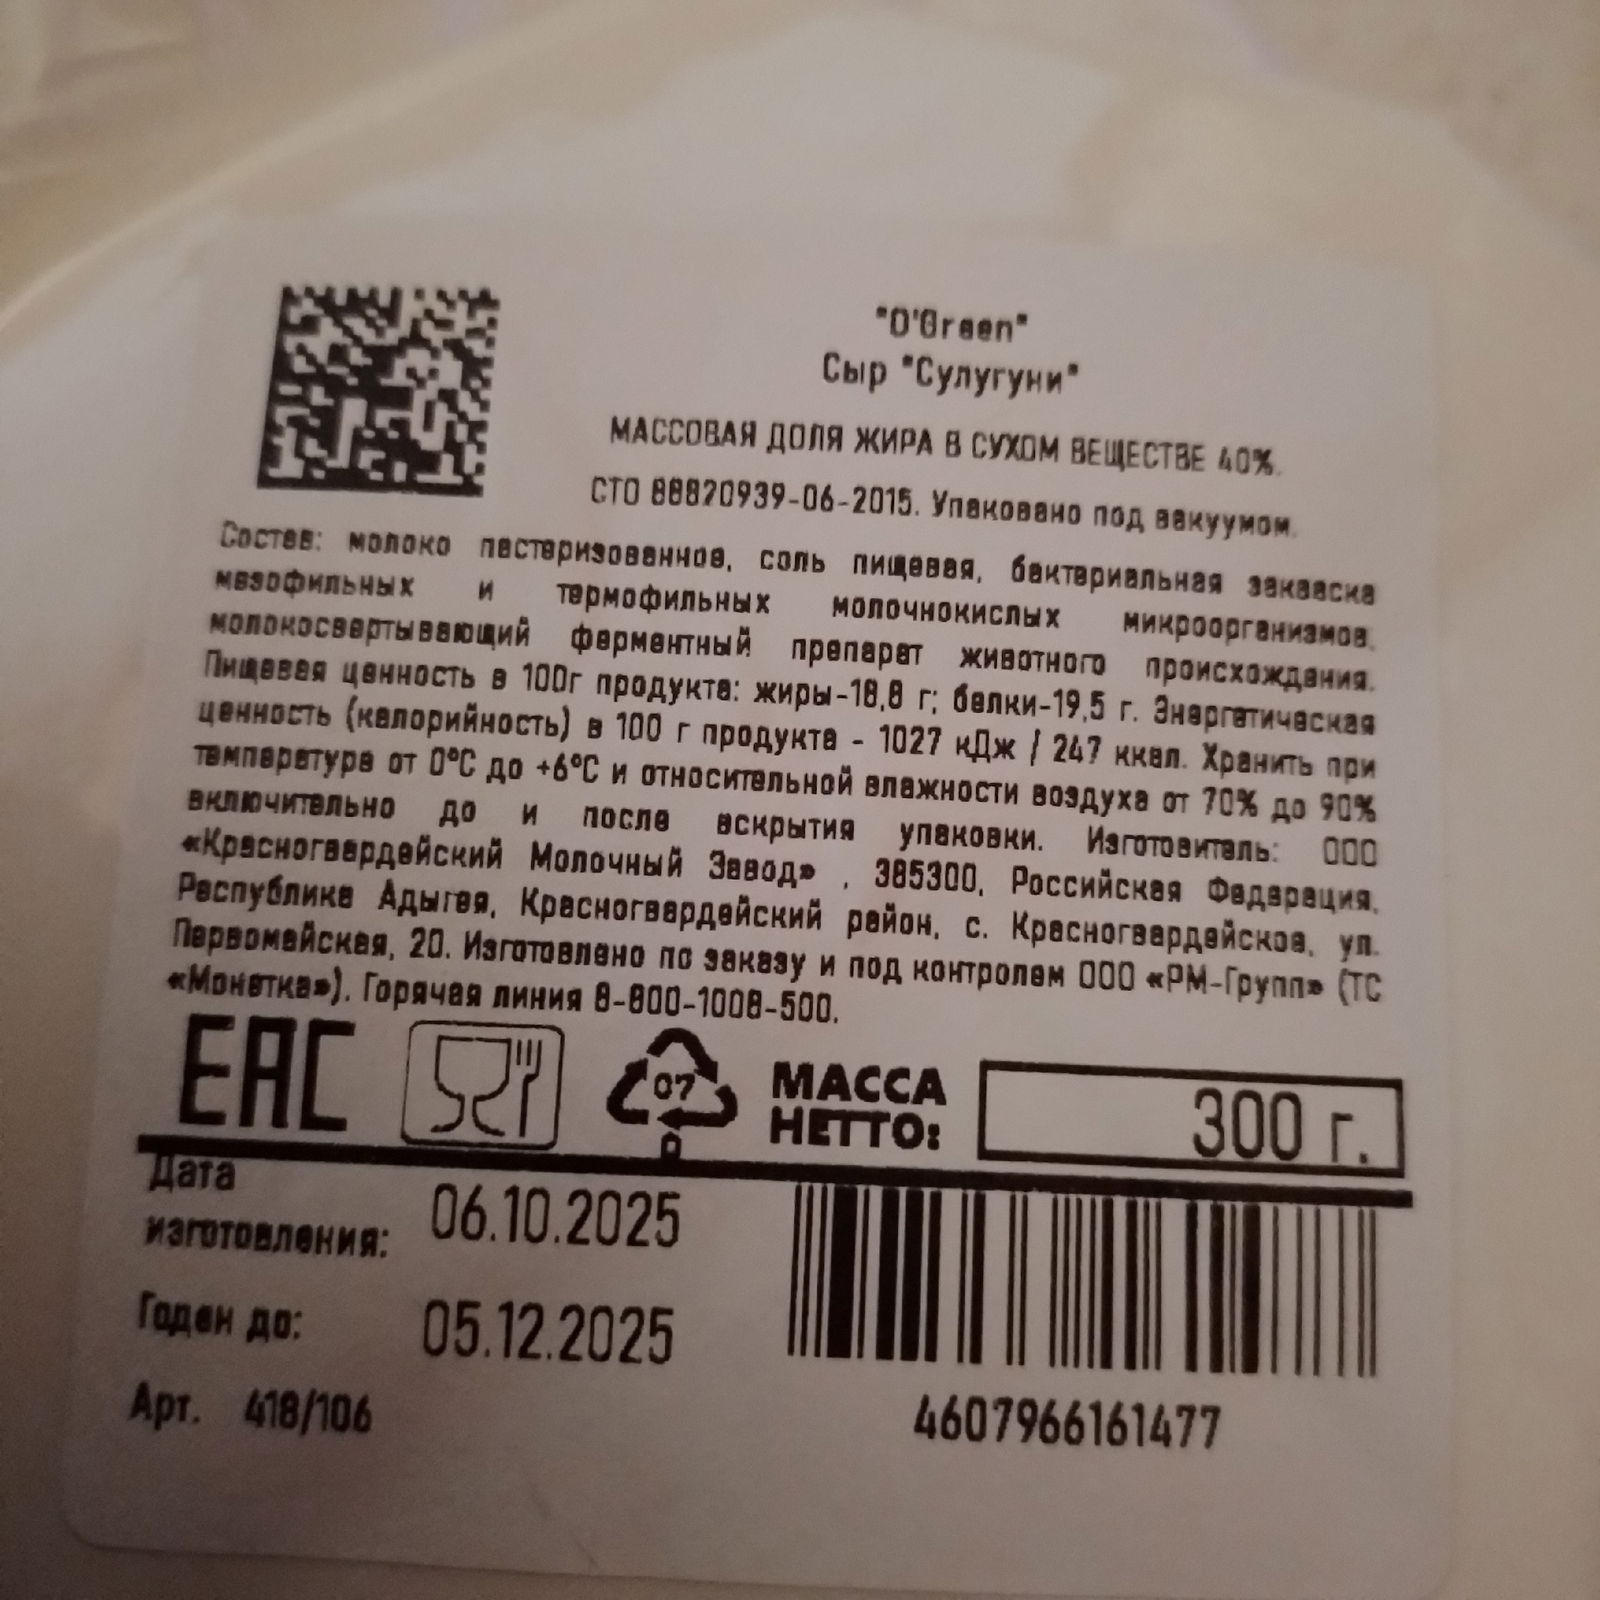 "O'Green"
Сыр "Сулугуни"
МАССОВАЯ ДОЛЯ ЖИРА В СУХОМ ВЕЩЕСТВЕ 40%.
СТО 88820939-06-2015. Упаковано под вакуумом.
Состав: молоко пастеризованное, соль пищевая, бактериальная закваска
мезофильных и термофильных молочнокислых микроорганизмов,
молокосвертывающий ферментный препарат животного происхождения.
Пищевая ценность в 100г продукта: жиры-18,8 г; белки-19,5 г. Энергетическая
ценность (калорийность) в 100 г продукта - 1027 кДж / 247 ккал. Хранить при
температуре от 0°C до +6°C и относительной влажности воздуха от 70% до 90%
включительно до и после вскрытия упаковки. Изготовитель: ООО
«Красногвардейский Молочный Завод» , 385300, Российская Федерация,
Республика Адыгея, Красногвардейский район, с. Красногвардейское, ул.
Первомайская, 20. Изготовлено по заказу и под контролем ООО «РМ-Групп» (ТС
«Монетка»). Горячая линия 8-800-1008-500.
EAC
07
0
МАССА
НЕТТО:
300 г.
Дата
изготовления:
06.10.2025
Годен до:
05.12.2025
Арт. 418/106
4607966161477